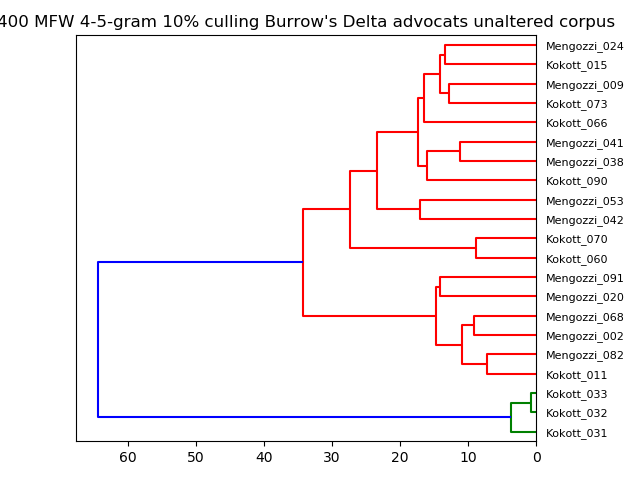 400 MFW 4-5-gram 10% culling Burrow's Delta advocats unaltered corpus
Mengozzi_024
Kokott_015
Mengozzi_009
Kokott_073
Kokott_066
Mengozzi_041
Mengozzi_038
Kokott_090
Mengozzi_053
Mengozzi_042
Kokott_070
Kokott_060
Mengozzi_091
Mengozzi_020
Mengozzi_068
Mengozzi_002
Mengozzi_082
Kokott_011
Kokott_033
Kokott_032
Kokott_031
60 50 40 30 20 10 0